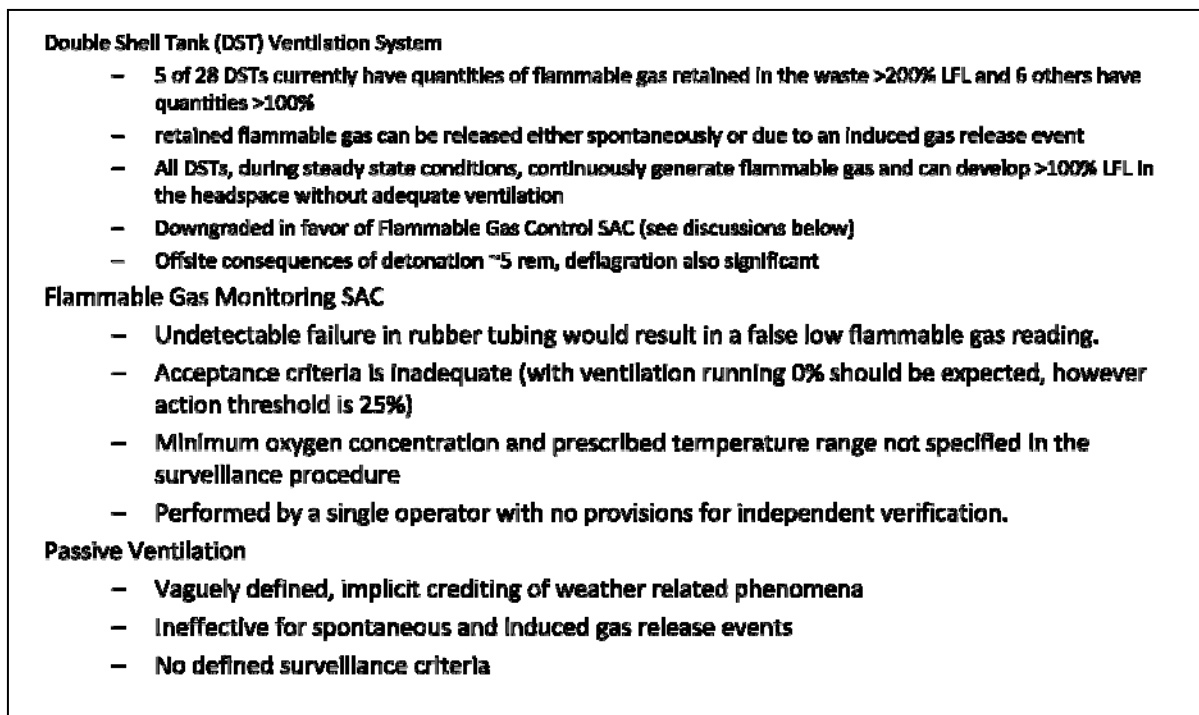 Double Shell Tank (DST) Ventilation System
– 5 of 28 DSTs currently have quantities of flammable gas retained in the waste >200% LFL and 6 others have
quantities >100%
– retained flammable gas can be released either spontaneously or due to an induced gas release event
– All DSTs, during steady state conditions, continuously generate flammable gas and can develop >100% LFL in
the headspace without adequate ventilation
– Downgraded in favor of Flammable Gas Control SAC (see discussions below)
– Offsite consequences of detonation ~5 rem, deflagration also significant
Flammable Gas Monitoring SAC
– Undetectable failure in rubber tubing would result in a false low flammable gas reading.
– Acceptance criteria is inadequate (with ventilation running 0% should be expected, however
action threshold is 25%)
– Minimum oxygen concentration and prescribed temperature range not specified in the
surveillance procedure
– Performed by a single operator with no provisions for independent verification.
Passive Ventilation
– Vaguely defined, implicit crediting of weather related phenomena
– Ineffective for spontaneous and induced gas release events
– No defined surveillance criteria